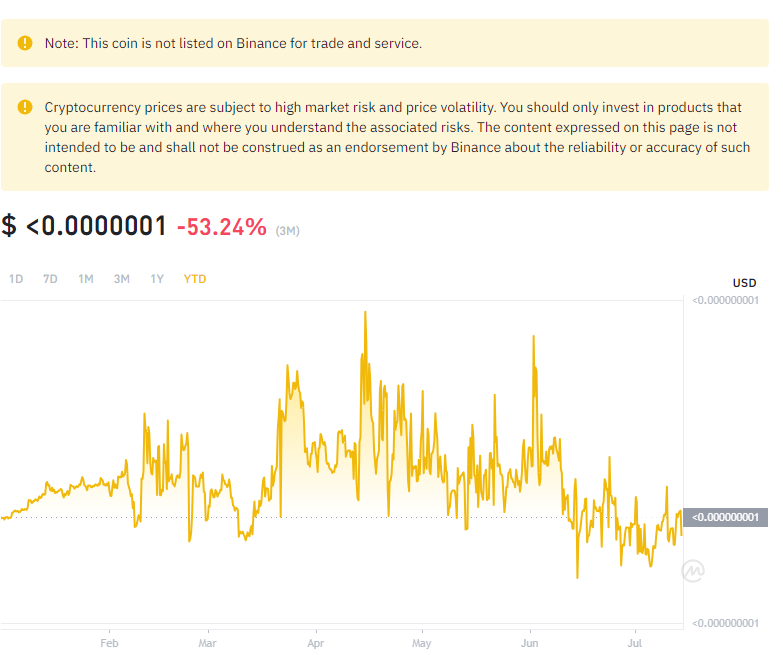 Note: This coin is not listed on Binance for trade and service.
Cryptocurrency prices are subject to high market risk and price volatility. You should only invest in products that
you are familiar with and where you understand the associated risks. The content expressed on this page is not
intended to be and shall not be construed as an endorsement by Binance about the reliability or accuracy of such
content.
$ <0.0000001 -53.24% (3M)
1D 7D 1M 3M 1Y YTD
USD
<0.000000001
<0.000000001
<0.000000001
Feb Mar Apr May Jun Jul